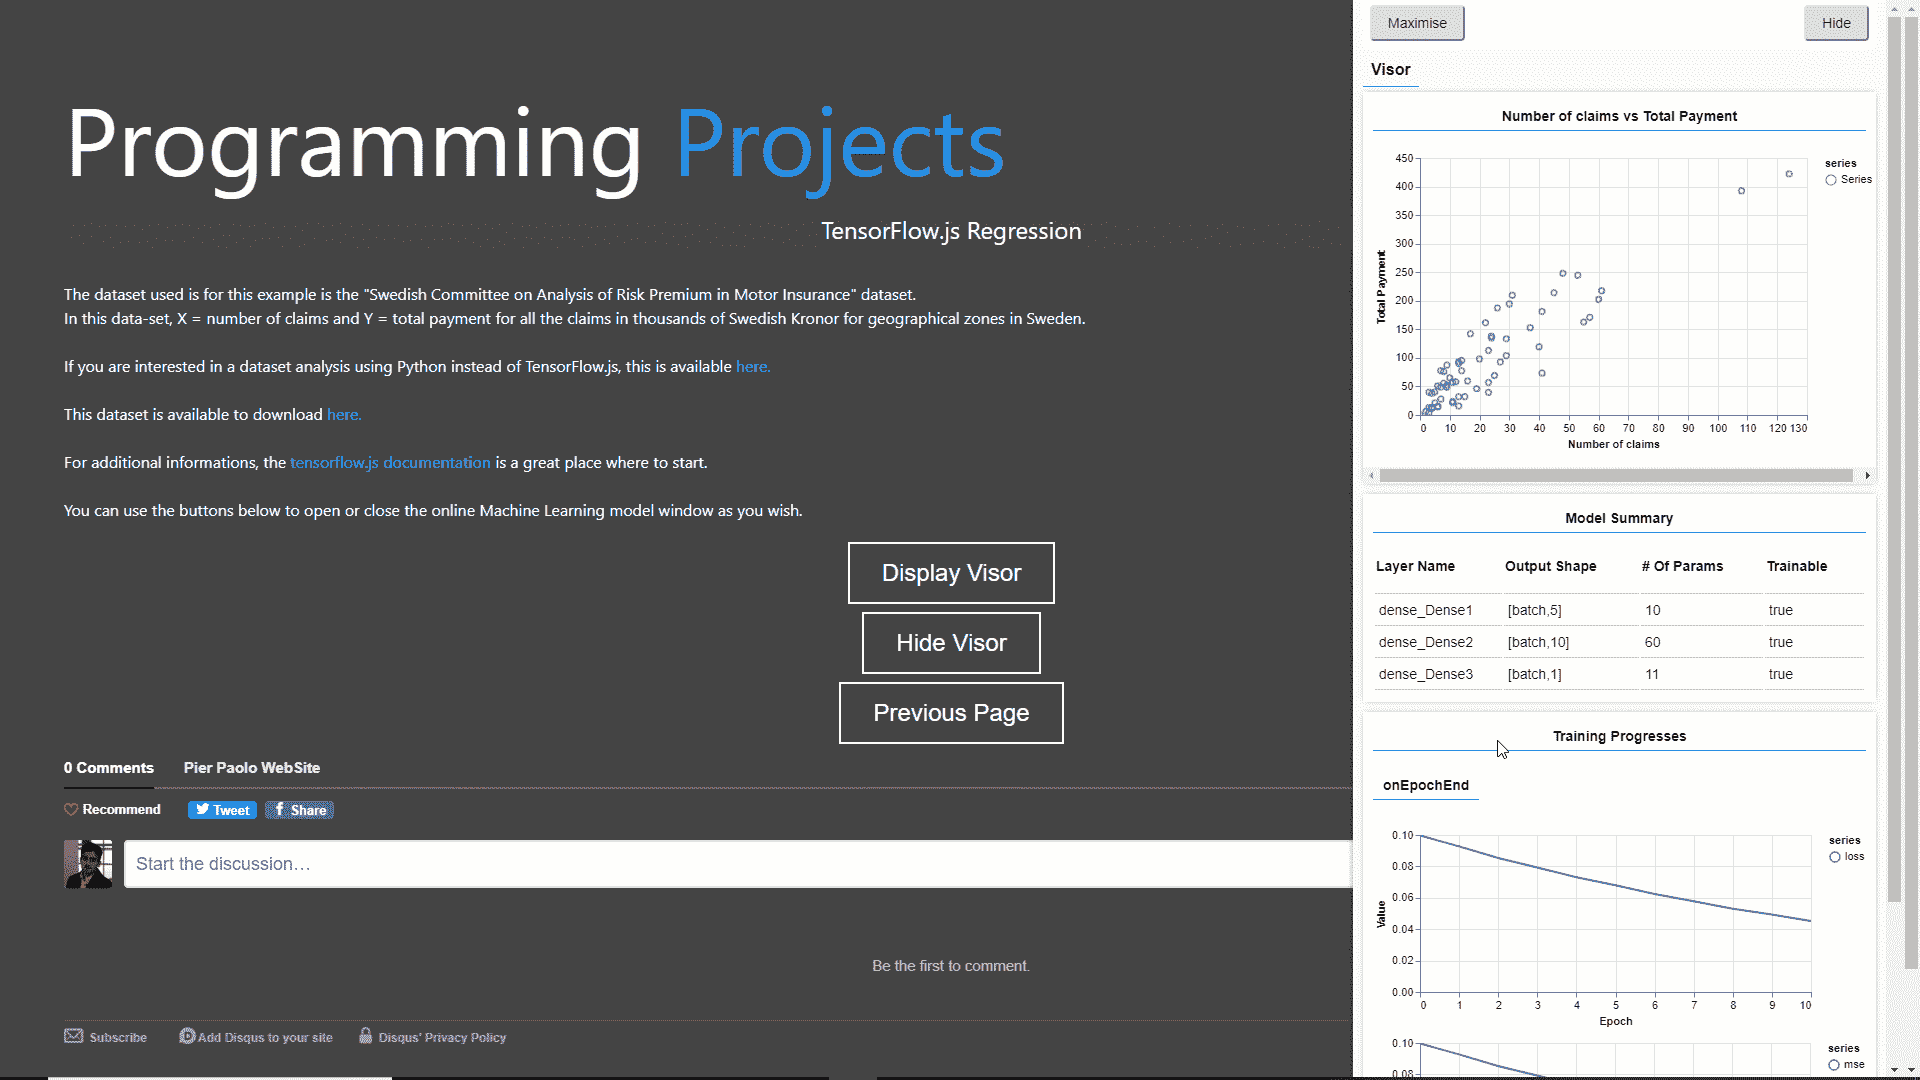 Programming Projects
TensorFlow.js Regression
The dataset used is for this example is the "Swedish Committee on Analysis of Risk Premium in Motor Insurance" dataset.
In this data-set, X = number of claims and Y = total payment for all the claims in thousands of Swedish Kronor for geographical zones in Sweden.
If you are interested in a dataset analysis using Python instead of TensorFlow.js, this is available here.
This dataset is available to download here.
For additional informations, the tensorflow.js documentation is a great place where to start.
You can use the buttons below to open or close the online Machine Learning model window as you wish.
Display Visor
Hide Visor
Previous Page
0 Comments Pier Paolo WebSite
Recommend Tweet Share
Start the discussion…
Be the first to comment.
Subscribe Add Disqus to your site Disqus' Privacy Policy
Maximise Hide
Visor
Number of claims vs Total Payment
450
400
350
300
250
200
150
100
50
0
Total Payment
0 10 20 30 40 50 60 70 80 90 100 110 120 130
Number of claims
series
Series
Model Summary
Layer Name Output Shape # Of Params Trainable
dense_Dense1 [batch,5] 10 true
dense_Dense2 [batch,10] 60 true
dense_Dense3 [batch,1] 11 true
Training Progresses
onEpochEnd
0.10
0.08
0.06
0.04
0.02
0.00
Value
0 1 2 3 4 5 6 7 8 9 10
Epoch
series
loss
0.10
0.08
series
mse